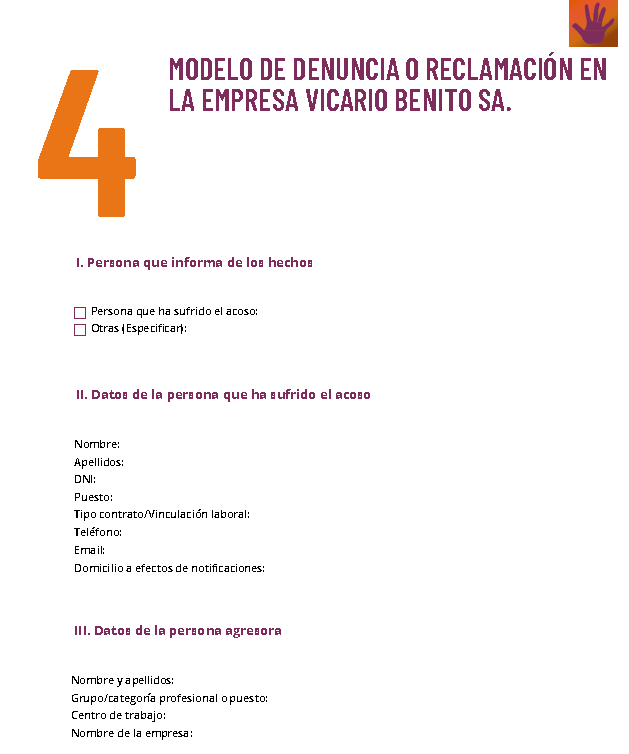 4
MODELO DE DENUNCIA O RECLAMACIÓN EN
LA EMPRESA VICARIO BENITO SA.
I. Persona que informa de los hechos
Persona que ha sufrido el acoso:
Otras (Especificar):
II. Datos de la persona que ha sufrido el acoso
Nombre:
Apellidos:
DNI:
Puesto:
Tipo contrato/Vinculación laboral:
Teléfono:
Email:
Domicilio a efectos de notificaciones:
III. Datos de la persona agresora
Nombre y apellidos:
Grupo/categoría profesional o puesto:
Centro de trabajo:
Nombre de la empresa: